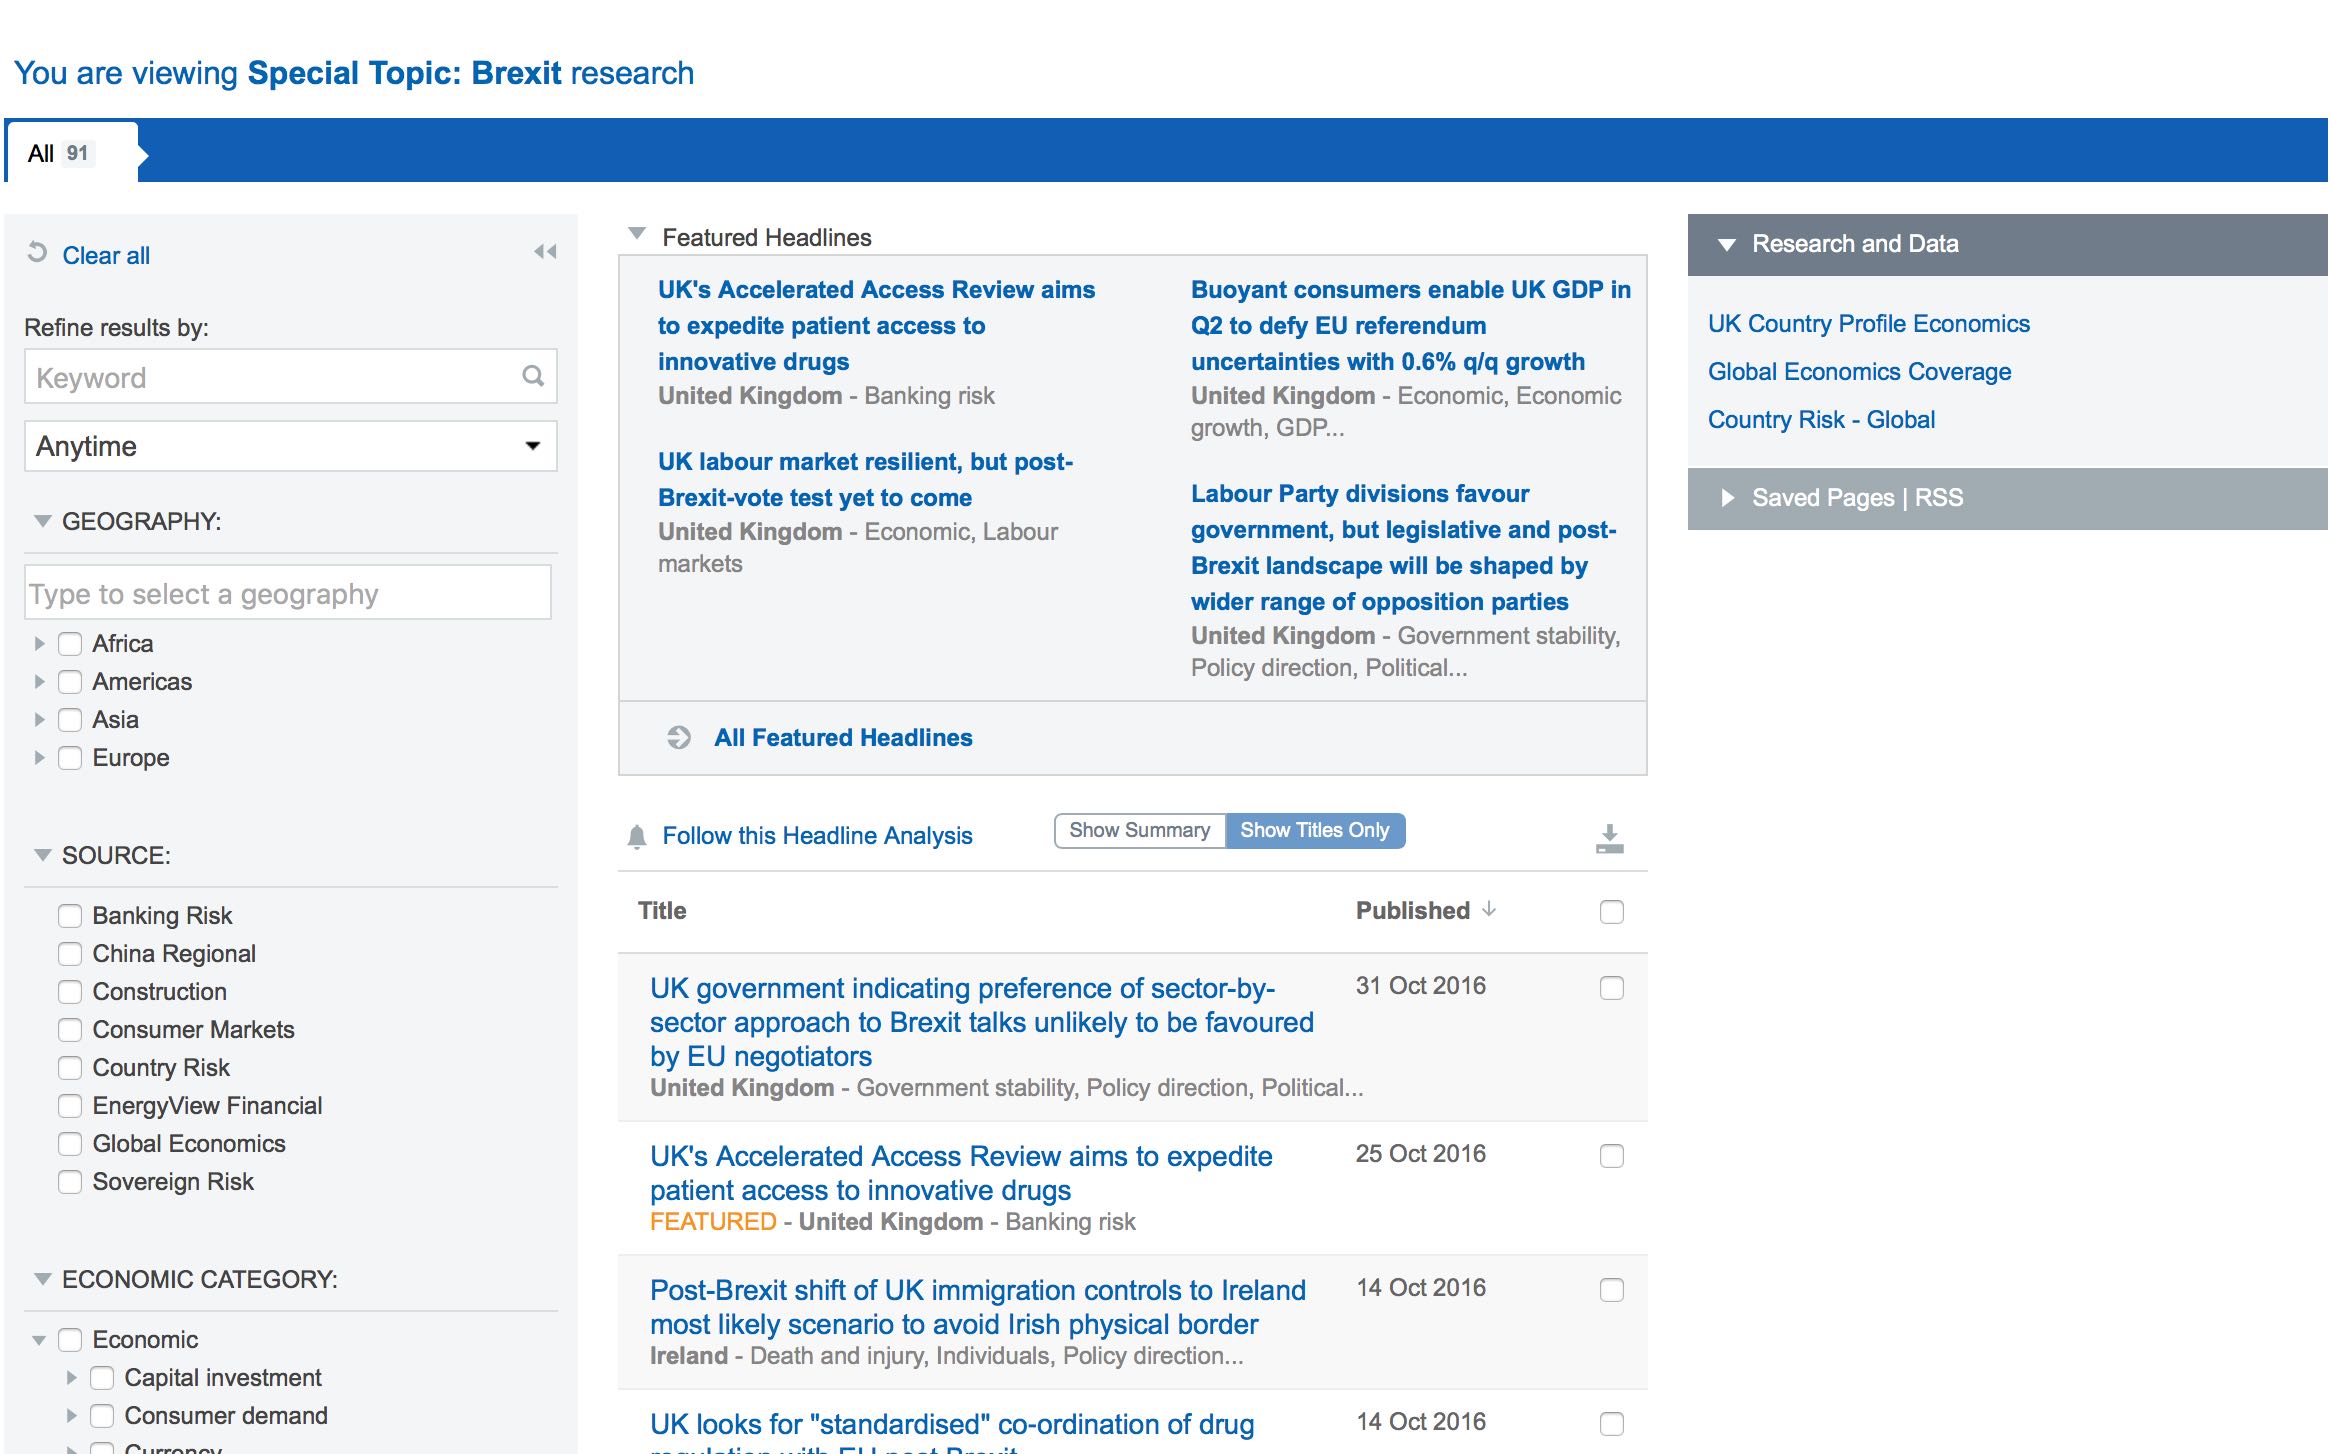 You are viewing Special Topic: Brexit research
All 91
Clear all
Refine results by:
Keyword
Anytime
GEOGRAPHY:
Type to select a geography
Africa
Americas
Asia
Europe
SOURCE:
Banking Risk
China Regional
Construction
Consumer Markets
Country Risk
EnergyView Financial
Global Economics
Sovereign Risk
ECONOMIC CATEGORY:
Economic
Capital investment
Consumer demand
Currency
Featured Headlines
UK's Accelerated Access Review aims
to expedite patient access to
innovative drugs
United Kingdom - Banking risk
UK labour market resilient, but post-
Brexit-vote test yet to come
United Kingdom - Economic, Labour
markets
Buoyant consumers enable UK GDP in
Q2 to defy EU referendum
uncertainties with 0.6% q/q growth
United Kingdom - Economic, Economic
growth, GDP...
Labour Party divisions favour
government, but legislative and post-
Brexit landscape will be shaped by
wider range of opposition parties
United Kingdom - Government stability,
Policy direction, Political...
All Featured Headlines
Follow this Headline Analysis
Show Summary Show Titles Only
Title Published
UK government indicating preference of sector-by-
sector approach to Brexit talks unlikely to be favoured
by EU negotiators
United Kingdom - Government stability, Policy direction, Political...
31 Oct 2016
UK's Accelerated Access Review aims to expedite
patient access to innovative drugs
FEATURED - United Kingdom - Banking risk
25 Oct 2016
Post-Brexit shift of UK immigration controls to Ireland
most likely scenario to avoid Irish physical border
Ireland - Death and injury, Individuals, Policy direction...
14 Oct 2016
UK looks for "standardised" co-ordination of drug
regulation with EU post-Brexit
14 Oct 2016
Research and Data
UK Country Profile Economics
Global Economics Coverage
Country Risk - Global
Saved Pages | RSS